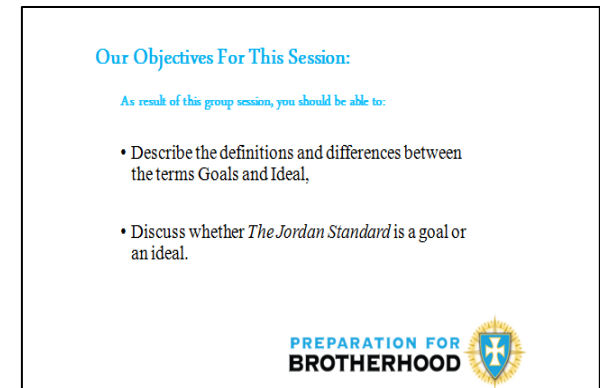 Our Objectives For This Session:
As result of this group session, you should be able to:
• Describe the definitions and differences between
the terms Goals and Ideal,
• Discuss whether The Jordan Standard is a goal or
an ideal.
PREPARATION FOR
BROTHERHOOD